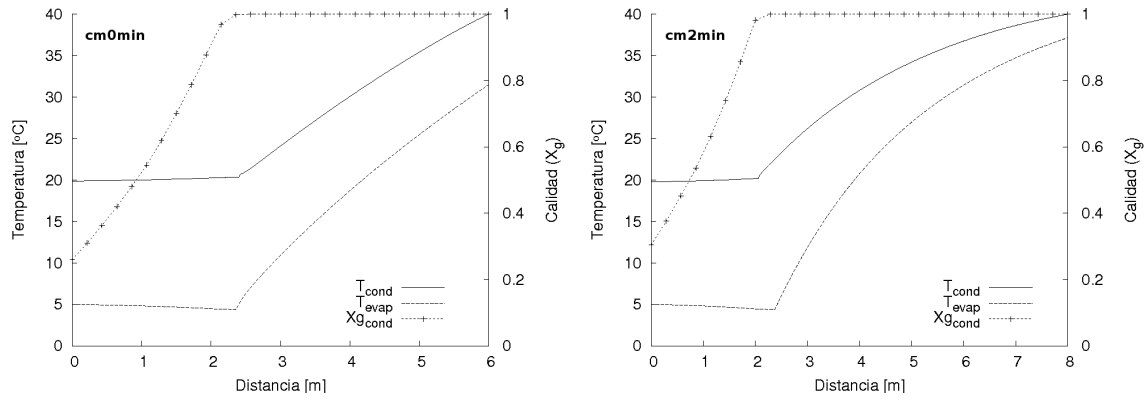 cm0min
Temperatura [ºC]
40
35
30
25
20
15
10
5
0
1
0.8
0.6
0.4
0.2
0
Calidad (Xg)
Tcond
Tevap
Xgcond
0 1 2 3 4 5 6
Distancia [m]
cm2min
Temperatura [ºC]
40
35
30
25
20
15
10
5
0
1
0.8
0.6
0.4
0.2
0
Calidad (Xg)
Tcond
Tevap
Xgcond
0 1 2 3 4 5 6 7 8
Distancia [m]